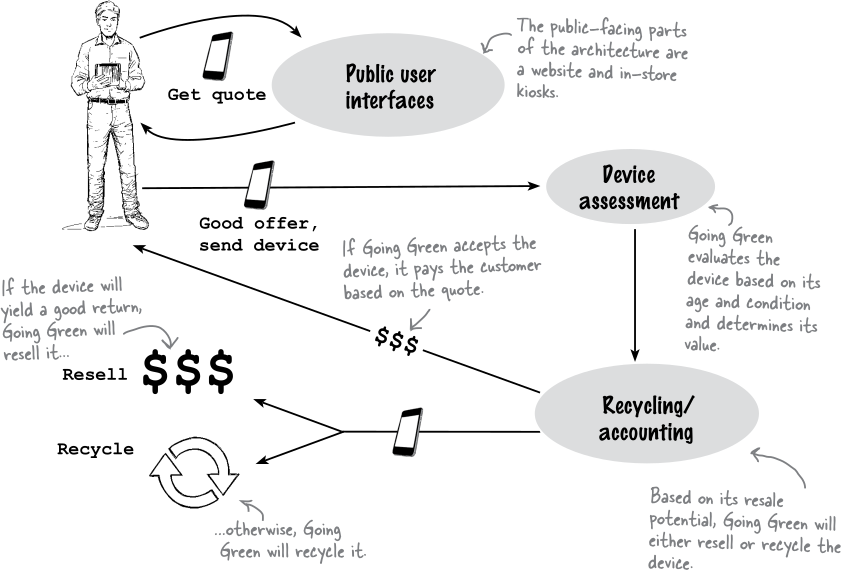 The public-facing parts
of the architecture are
a website and in-store
kiosks.
Public user
interfaces
Get quote
Device
assessment
Good offer,
send device
Going Green
evaluates the
device based on its
age and condition
and determines its
value.
If Going Green accepts the
device, it pays the customer
based on the quote.
If the device will
yield a good return,
Going Green will
resell it...
$$$
Resell
$$$
Recycling/
accounting
Recycle
Based on its resale
potential, Going Green will
either resell or recycle the
device.
...otherwise, Going
Green will recycle it.